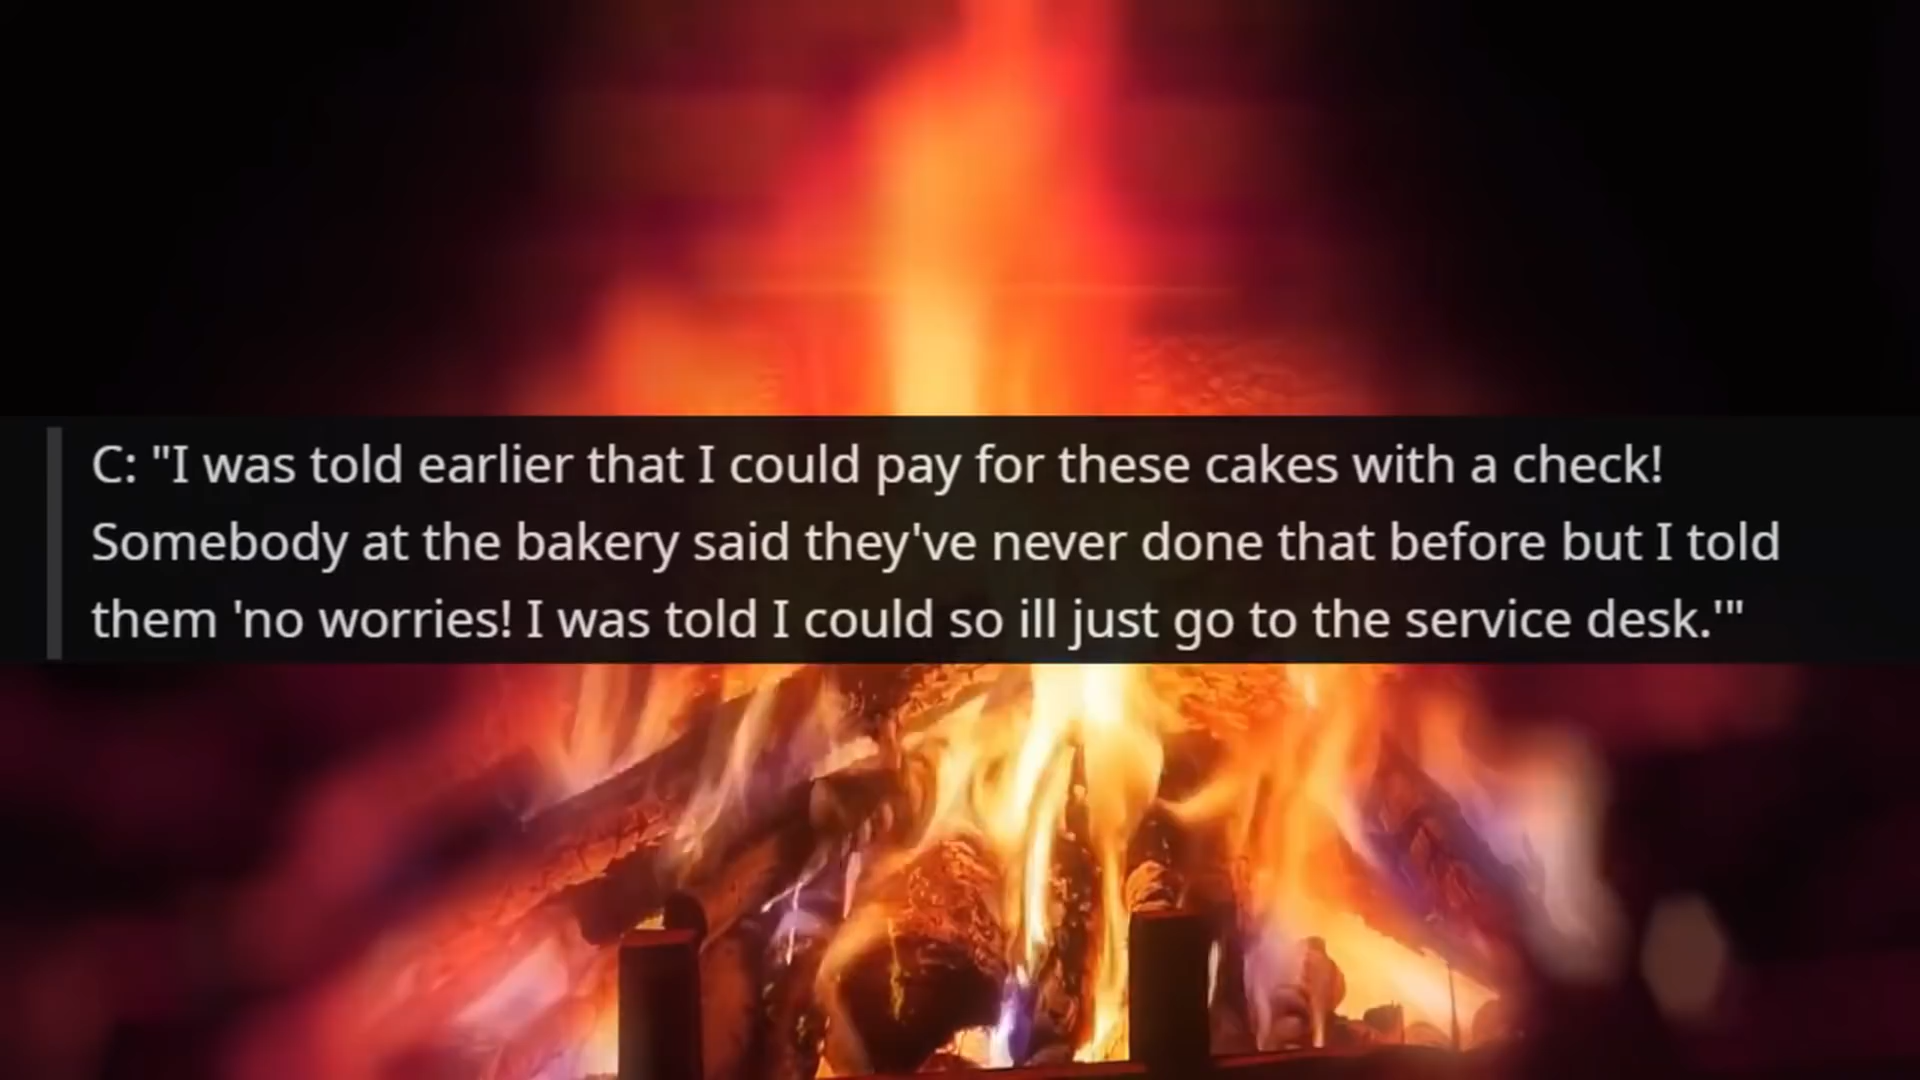 C: "I was told earlier that I could pay for these cakes with a check!
Somebody at the bakery said they've never done that before but I told
them 'no worries! I was told I could so ill just go to the service desk.'"